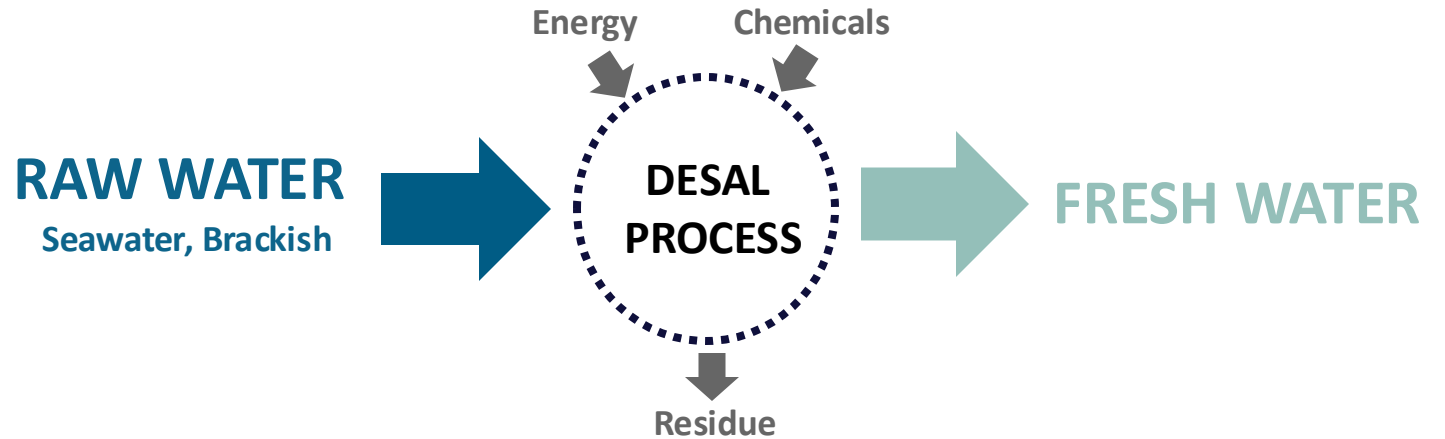 Energy
Chemicals
RAW WATER
Seawater, Brackish
DESAL
PROCESS
FRESH WATER
Residue